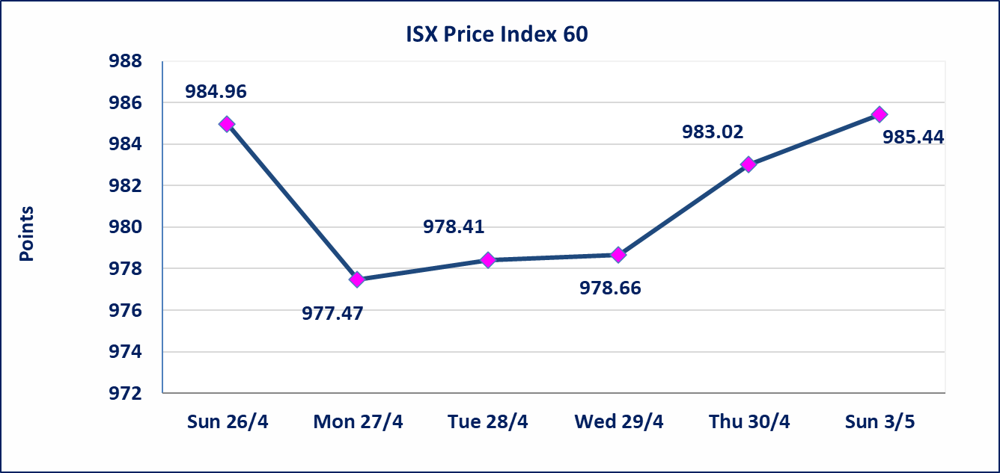 ISX Price Index 60
988
986
984
982
980
978
976
974
972
Points
984.96
977.47
978.41
978.66
983.02
985.44
Sun 26/4
Mon 27/4
Tue 28/4
Wed 29/4
Thu 30/4
Sun 3/5